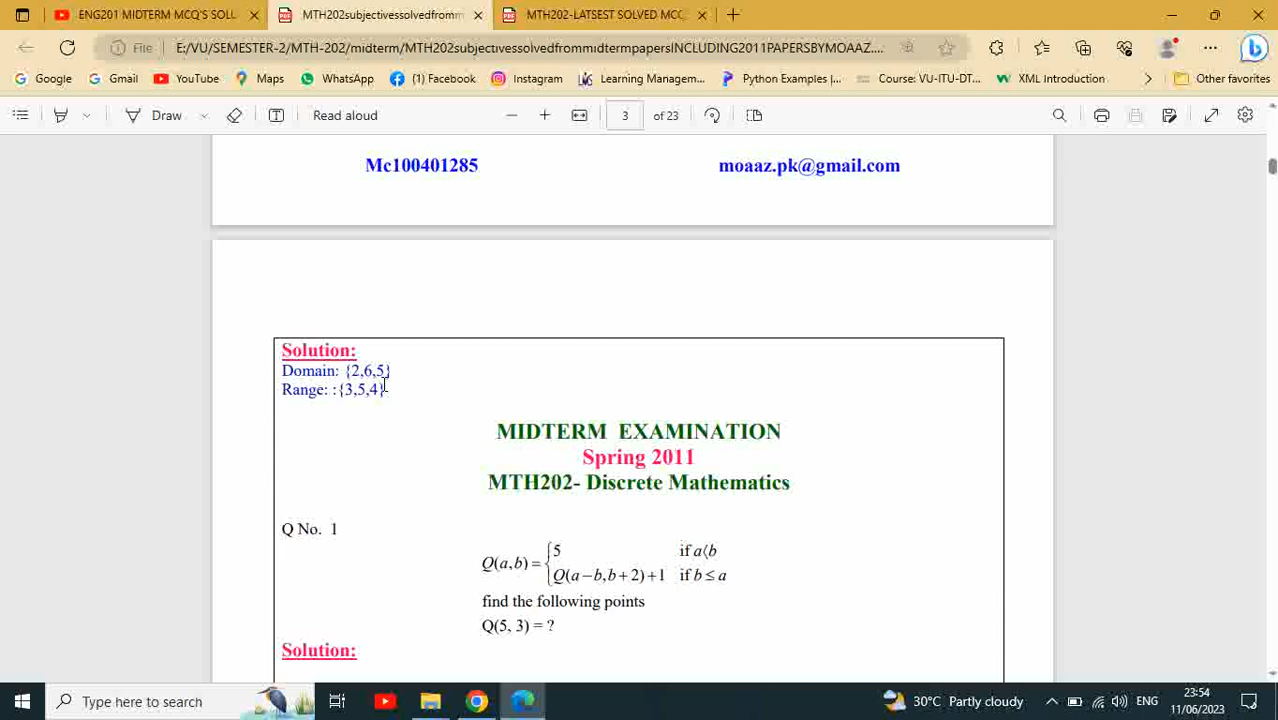 ENG201 MIDTERM MCQ'S SOLU
MTH202subjectivessolvedfromm
MTH202-LATSEST SOLVED MCQ
File
E:/VU/SEMESTER-2/MTH-202/midterm/MTH202subjectivessolvedfrommidtermpapersINCLUDING2011PAPERSBYMOAAZ....
Google Gmail YouTube Maps WhatsApp (1) Facebook Instagram Learning Managem... Python Examples |... Course: VU-ITU-DT... XML Introduction Other favorites
Draw Read aloud 3 of 23
Mc100401285 moaaz.pk@gmail.com
Solution:
Domain: {2,6,5}
Range: :{3,5,4}
MIDTERM EXAMINATION
Spring 2011
MTH202- Discrete Mathematics
Q No. 1
5 if a⟨b
Q(a,b) =
Q(a−b,b+2)+1 if b ≤ a
find the following points
Q(5, 3) = ?
Solution:
Type here to search
30°C Partly cloudy
ENG
23:54
11/06/2023